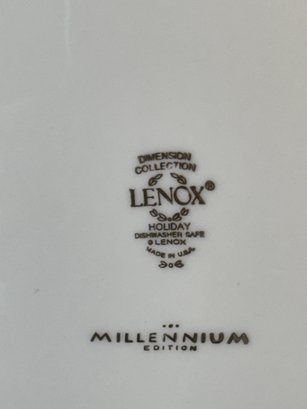 DIMENSION
COLLECTION
LENOX®
HOLIDAY
DISHWASHER SAFE
© LENOX
MADE IN U.S.A.
MILLENNIUM
EDITION